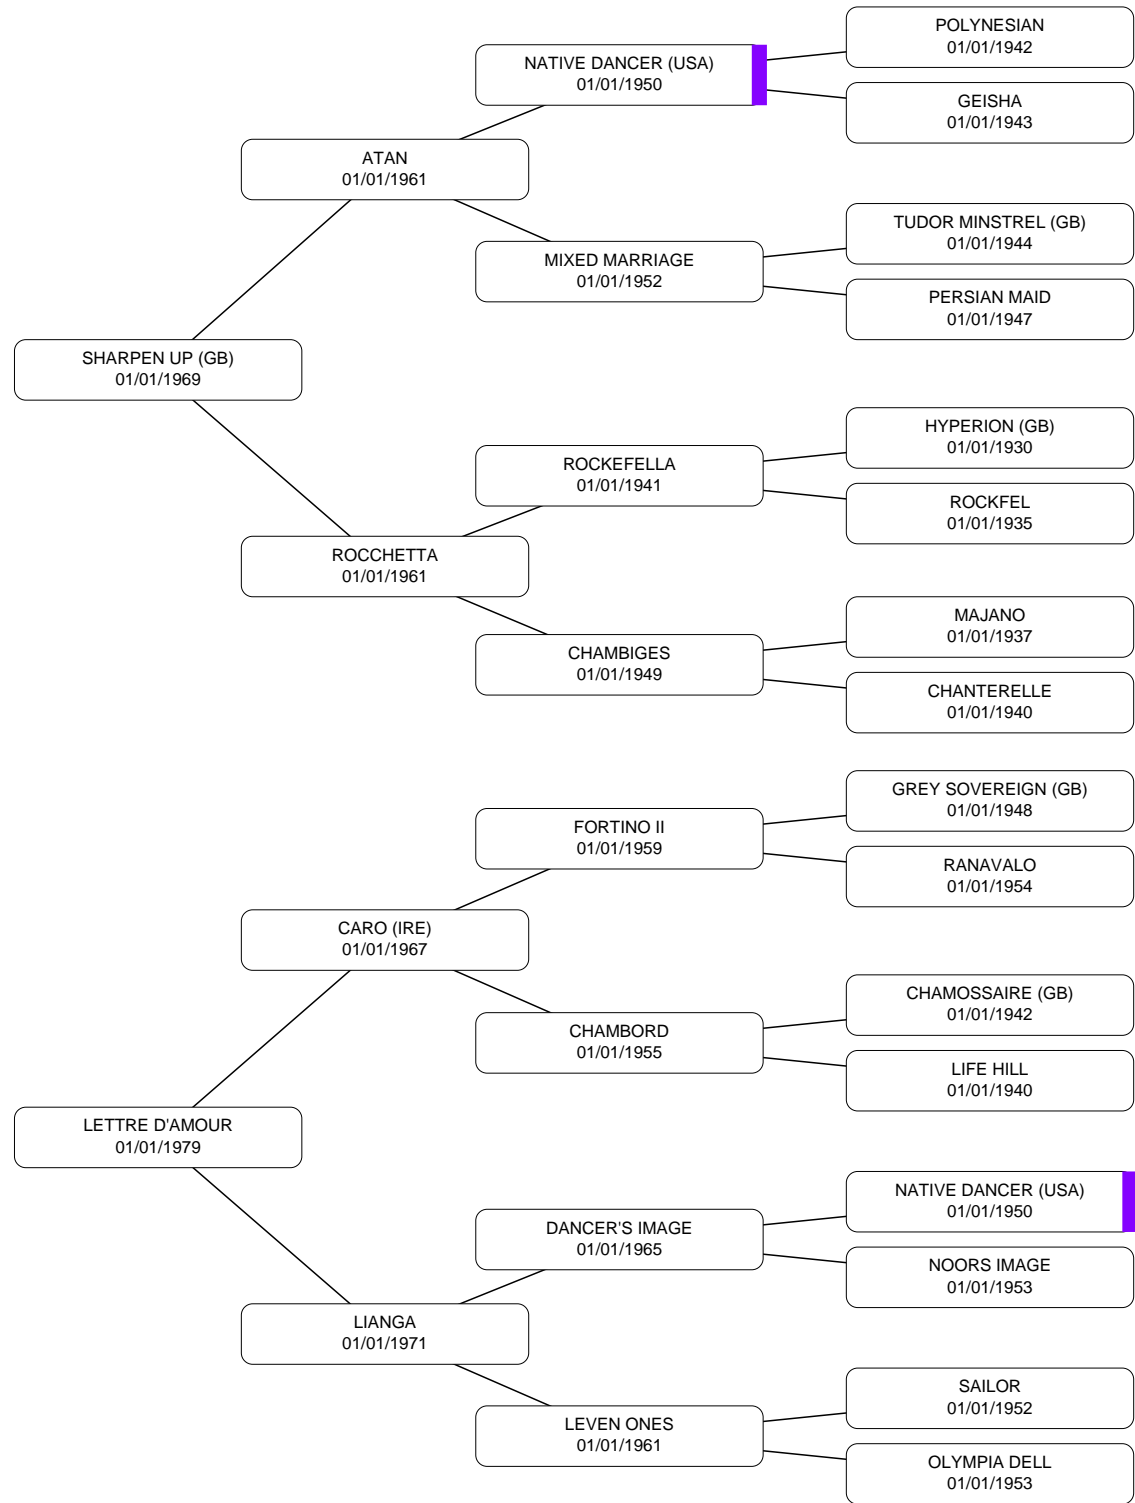 POLYNESIAN
01/01/1942
NATIVE DANCER (USA)
01/01/1950
GEISHA
01/01/1943
ATAN
01/01/1961
TUDOR MINSTREL (GB)
01/01/1944
MIXED MARRIAGE
01/01/1952
PERSIAN MAID
01/01/1947
SHARPEN UP (GB)
01/01/1969
HYPERION (GB)
01/01/1930
ROCKEFELLA
01/01/1941
ROCKFEL
01/01/1935
ROCCHETTA
01/01/1961
MAJANO
01/01/1937
CHAMBIGES
01/01/1949
CHANTERELLE
01/01/1940
GREY SOVEREIGN (GB)
01/01/1948
FORTINO II
01/01/1959
RANAVALO
01/01/1954
CARO (IRE)
01/01/1967
CHAMOSSAIRE (GB)
01/01/1942
CHAMBORD
01/01/1955
LIFE HILL
01/01/1940
LETTRE D'AMOUR
01/01/1979
NATIVE DANCER (USA)
01/01/1950
DANCER'S IMAGE
01/01/1965
NOORS IMAGE
01/01/1953
LIANGA
01/01/1971
SAILOR
01/01/1952
LEVEN ONES
01/01/1961
OLYMPIA DELL
01/01/1953